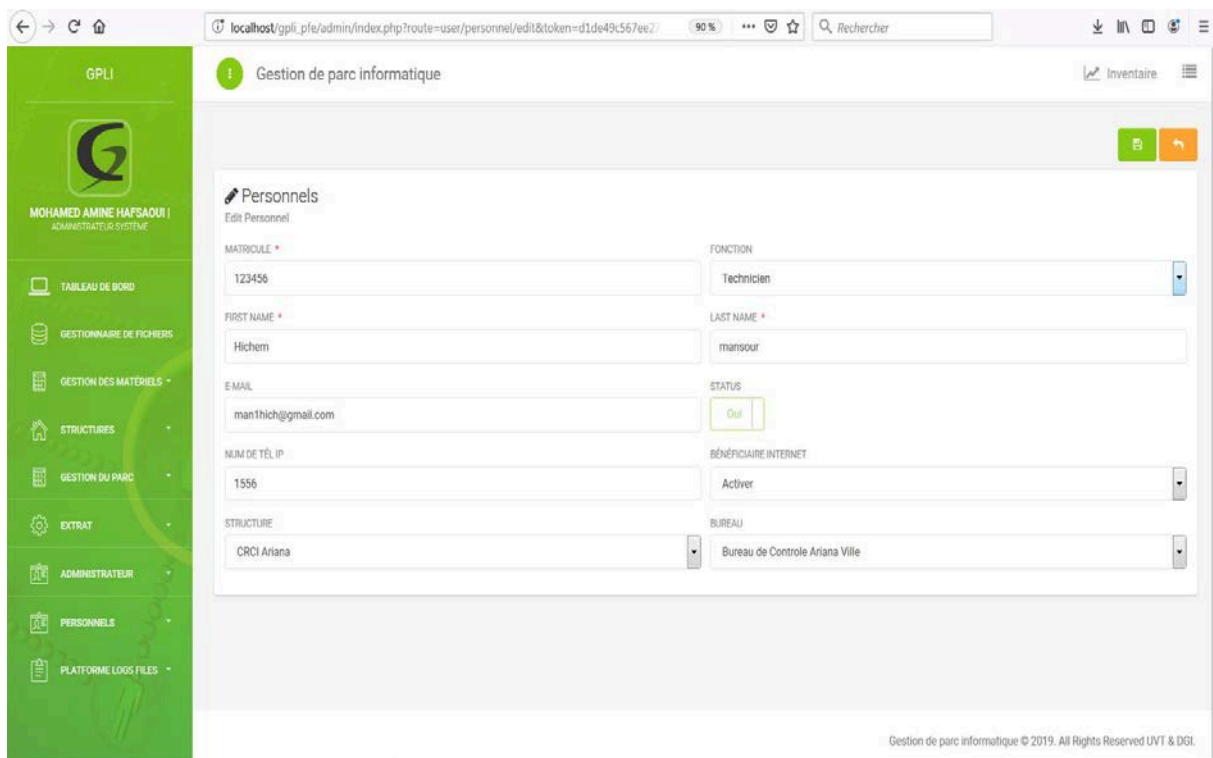 localhost/gpli_pfe/admin/index.php?route=user/personnel/edit&token=d1de49c567ee2
90 %
Rechercher
GPLI
Gestion de parc informatique
Inventaire
MOHAMED AMINE HAFSAOUI |
ADMINISTRATEUR SYSTÈME
TABLEAU DE BORD
GESTIONNAIRE DE FICHIERS
GESTION DES MATÉRIELS
STRUCTURES
GESTION DU PARC
EXTRAT
ADMINISTRATEUR
PERSONNELS
PLATFORME LOGS FILES
Personnels
Edit Personnel
MATRICULE *
FONCTION
123456
Technicien
FIRST NAME *
LAST NAME *
Hichem
mansour
E-MAIL
STATUS
man1hich@gmail.com
Oui
NUM DE TÉL IP
BÉNÉFICIAIRE INTERNET
1556
Activer
STRUCTURE
BUREAU
CRCI Ariana
Bureau de Controle Ariana Ville
Gestion de parc informatique © 2019. All Rights Reserved UVT & DGI.